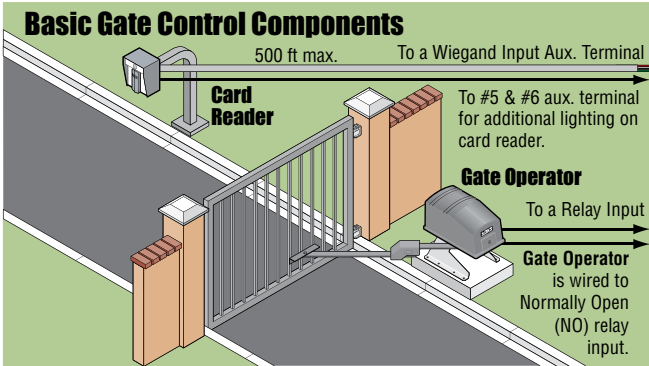 Basic Gate Control Components
500 ft max.
To a Wiegand Input Aux. Terminal
Card
Reader
To #5 & #6 aux. terminal
for additional lighting on
card reader.
Gate Operator
To a Relay Input
Gate Operator
is wired to
Normally Open
(NO) relay
input.